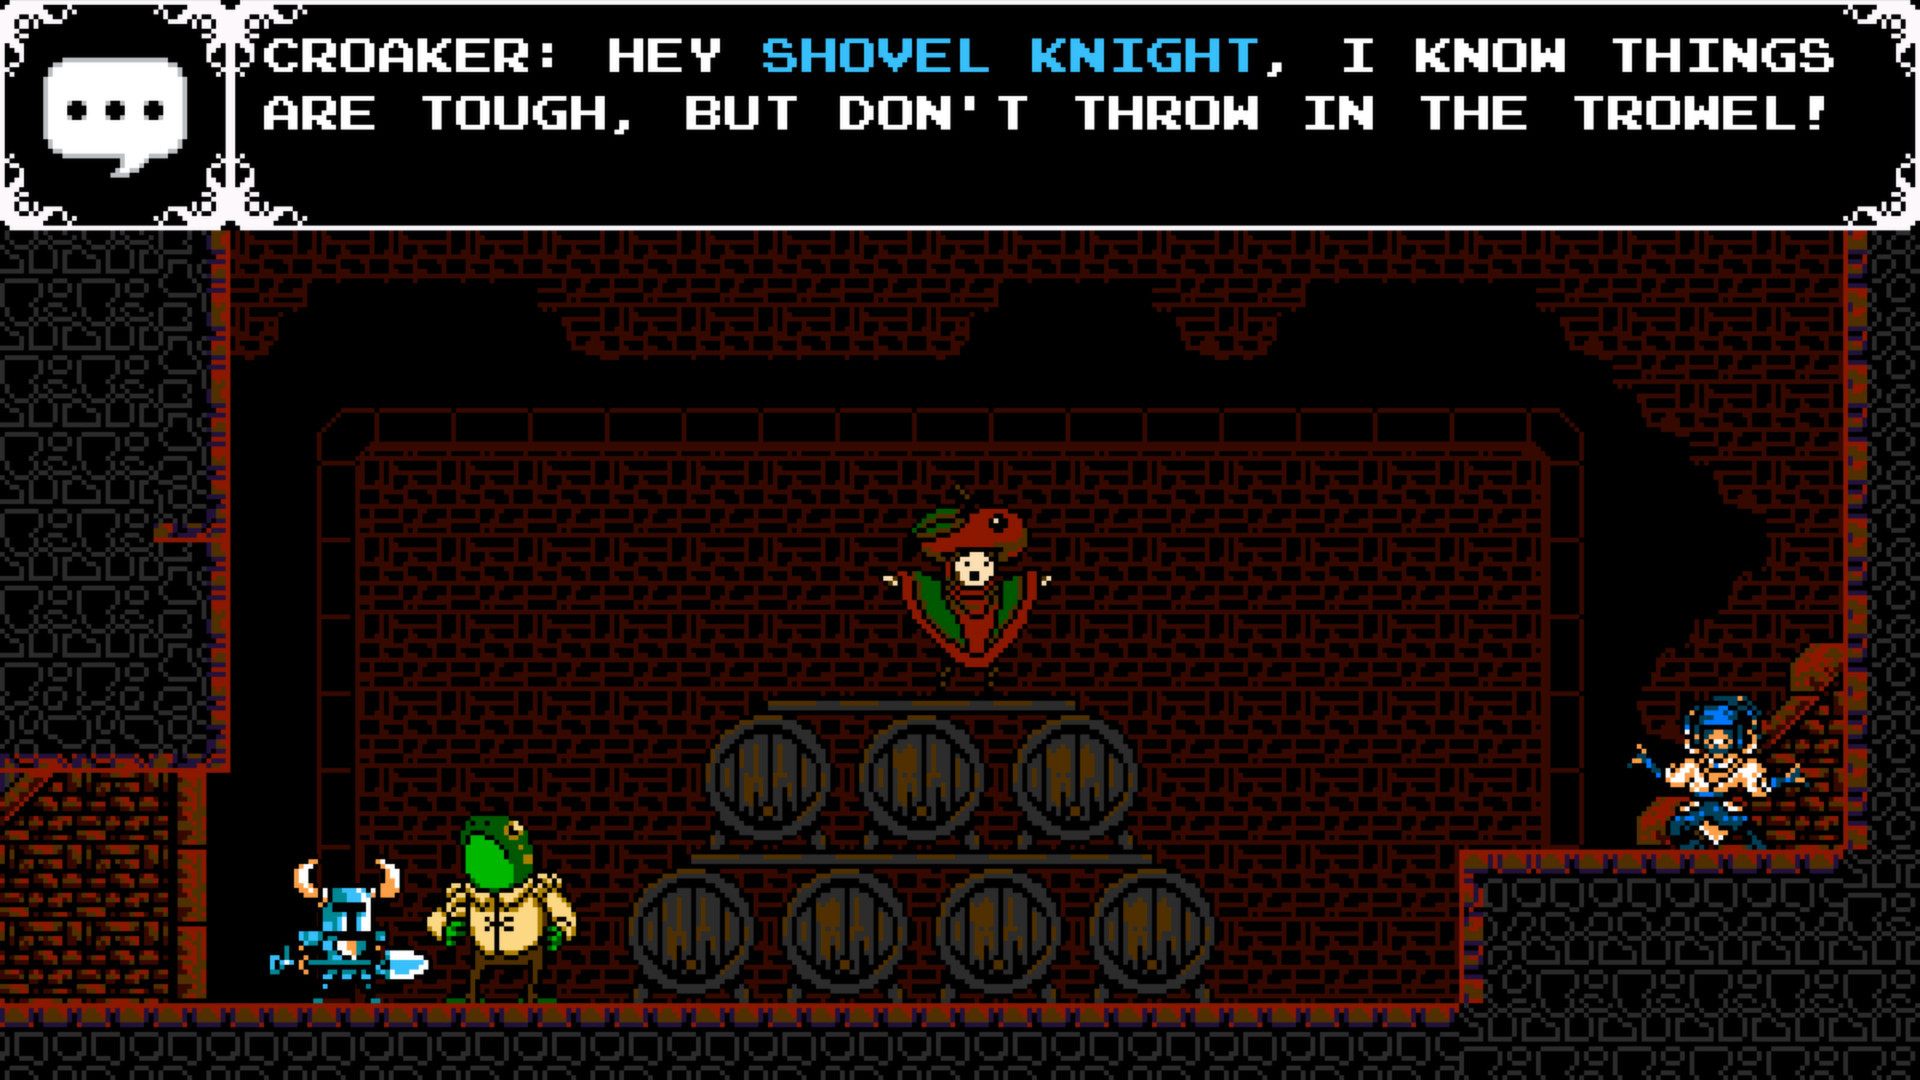 CROAKER: HEY SHOVEL KNIGHT, I KNOW THINGS
ARE TOUGH, BUT DON'T THROW IN THE TROWEL!